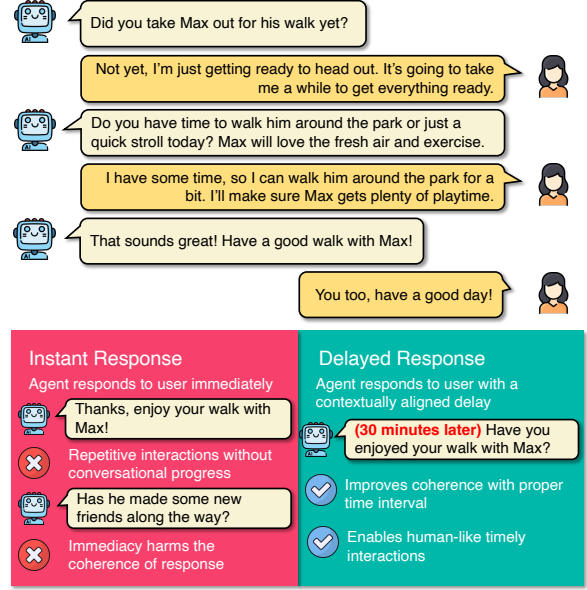 Did you take Max out for his walk yet?
AI
Not yet, I'm just getting ready to head out. It's going to take
me a while to get everything ready.
Do you have time to walk him around the park or just a
quick stroll today? Max will love the fresh air and exercise.
AI
I have some time, so I can walk him around the park for a
bit. I'll make sure Max gets plenty of playtime.
That sounds great! Have a good walk with Max!
AI
You too, have a good day!
Instant Response
Agent responds to user immediately
Thanks, enjoy your walk with
Max!
AI
Repetitive interactions without
conversational progress
Has he made some new
friends along the way?
AI
Immediacy harms the
coherence of response
Delayed Response
Agent responds to user with a
contextually aligned delay
(30 minutes later) Have you
enjoyed your walk with Max?
AI
Improves coherence with proper
time interval
Enables human-like timely
interactions